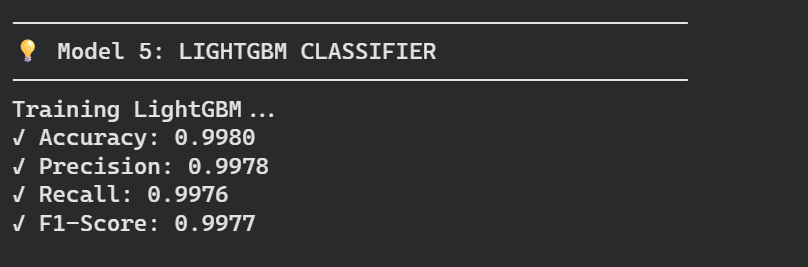 💡 Model 5: LIGHTGBM CLASSIFIER
Training LightGBM...
✓ Accuracy: 0.9980
✓ Precision: 0.9978
✓ Recall: 0.9976
✓ F1-Score: 0.9977